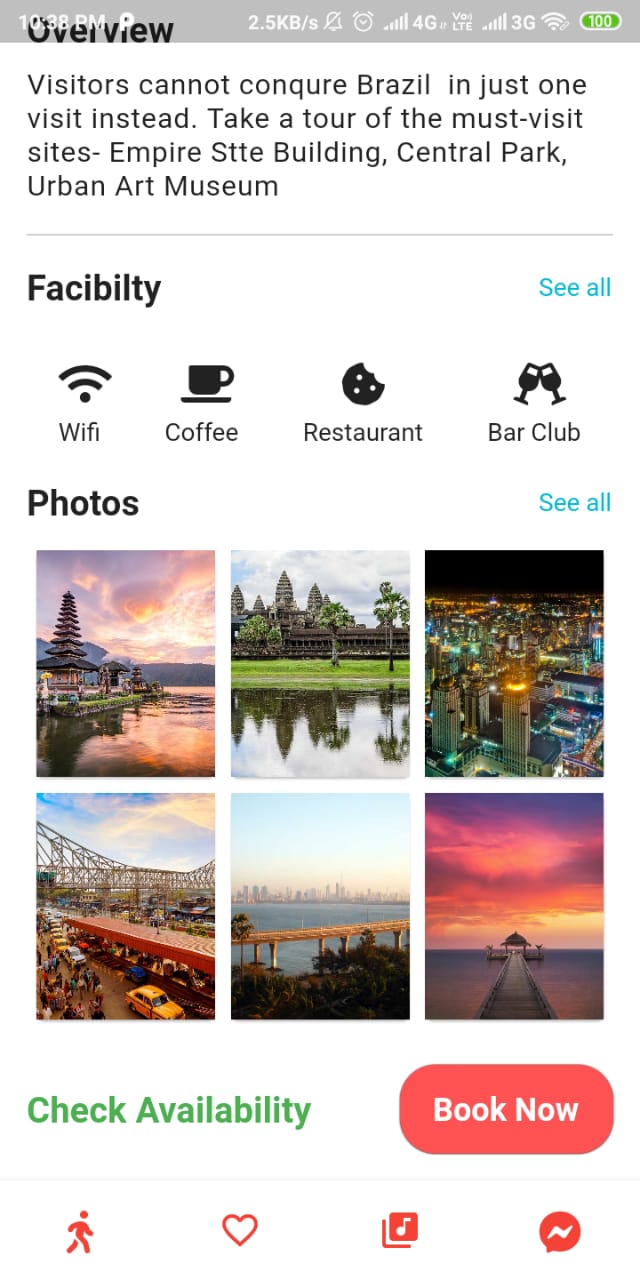 10:38 PM 2.5KB/s 4G Vo) LTE 3G 100
Overview
Visitors cannot conqure Brazil in just one
visit instead. Take a tour of the must-visit
sites- Empire Stte Building, Central Park,
Urban Art Museum
Facibilty See all
Wifi Coffee Restaurant Bar Club
Photos See all
Check Availability Book Now